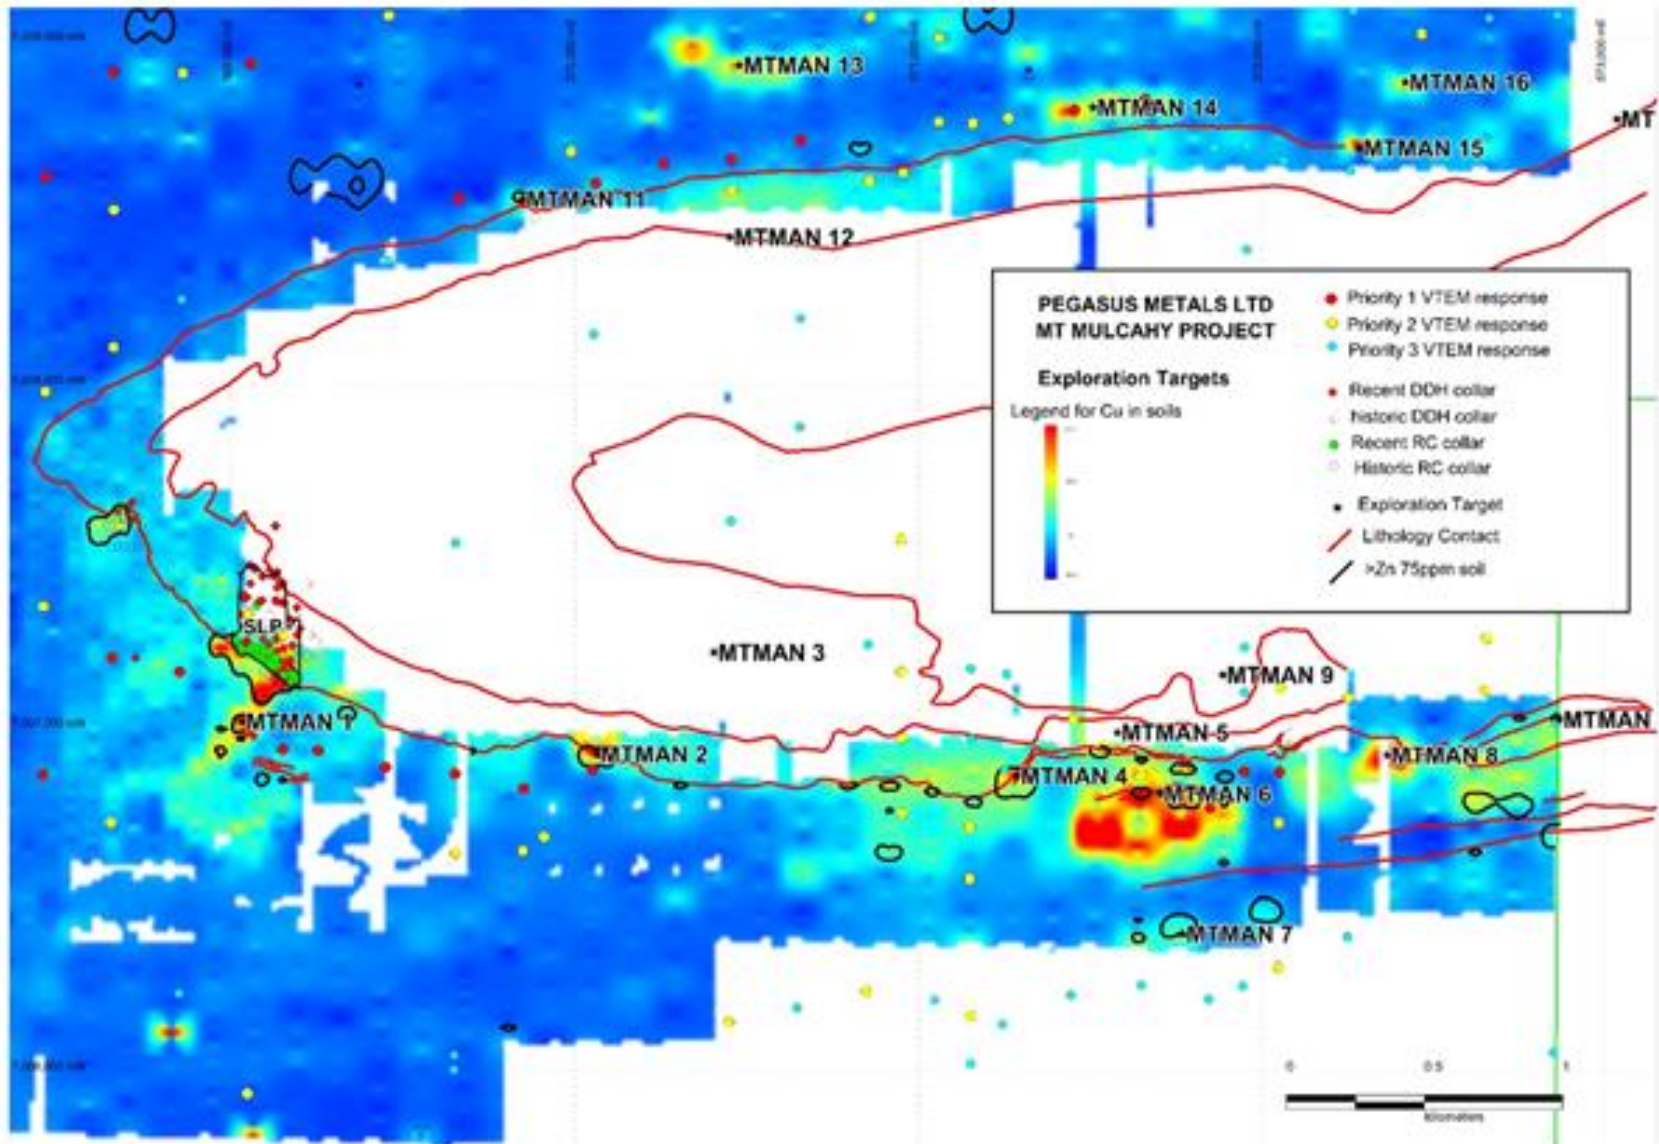 MTMAN 13
MTMAN 16
MTMAN 14
MT
MTMAN 15
MTMAN 11
MTMAN 12
PEGASUS METALS LTD
MT MULCAHY PROJECT
Exploration Targets
Legend for Cu in soils
Priority 1 VTEM response
Priority 2 VTEM response
Priority 3 VTEM response
Recent DDH collar
historic DDH collar
Recent RC collar
Historic RC collar
Exploration Target
Lithology Contact
>Zn 75ppm soil
SLP
MTMAN 3
MTMAN 9
MTMAN 1
MTMAN 5
MTMAN
MTMAN 2
MTMAN 8
MTMAN 4
MTMAN 6
MTMAN 7
0 0.5 1
kilometers